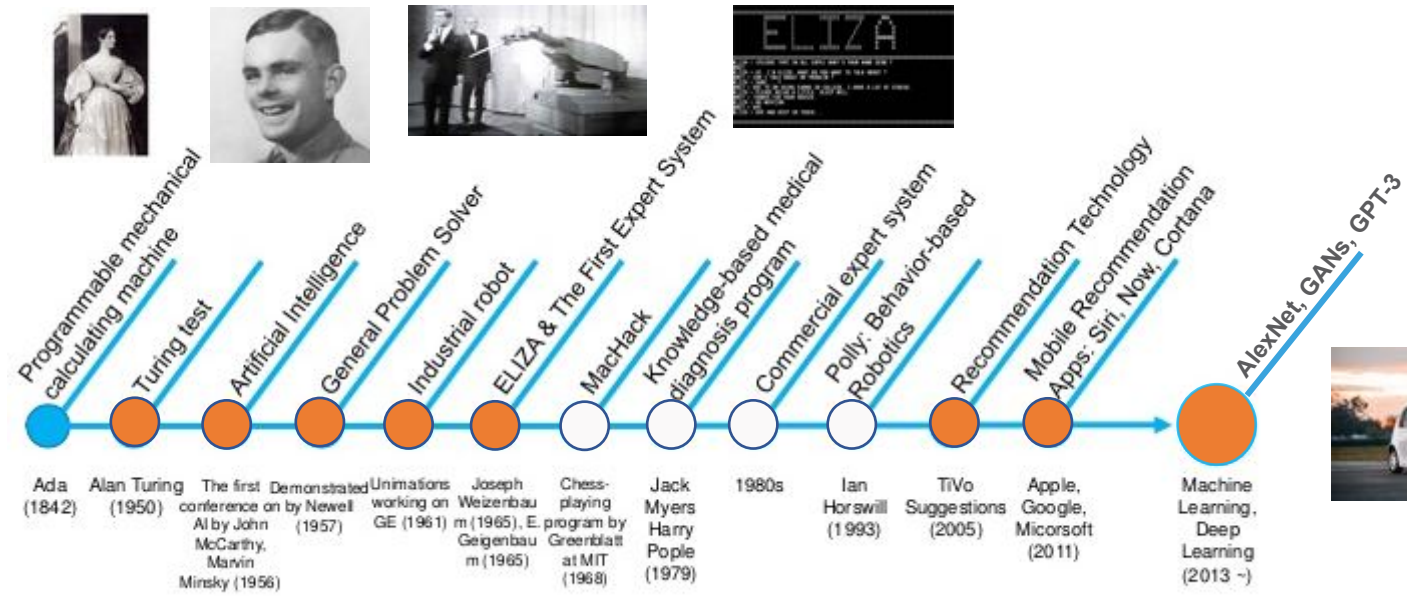 ELIZA
Programmable mechanical
calculating machine
Turing test
Artificial Intelligence
General Problem Solver
Industrial robot
ELIZA & The First Expert System
MacHack
Knowledge-based medical
diagnosis program
Commercial expert system
Polly: Behavior-based
Robotics
Recommendation Technology
Mobile Recommendation
Apps: Siri, Now, Cortana
AlexNet, GANs, GPT-3
Ada
(1842)
Alan Turing
(1950)
The first
conference on
AI by John
McCarthy,
Marvin
Minsky (1956)
Demonstrated
by Newell
(1957)
Unimations
working on
GE (1961)
Joseph
Weizenbau
m (1965), E.
Geigenbau
m (1965)
Chess-
playing
program by
Greenblatt
at MIT
(1968)
Jack
Myers
Harry
Pople
(1979)
1980s
Ian
Horswill
(1993)
TiVo
Suggestions
(2005)
Apple,
Google,
Micorsoft
(2011)
Machine
Learning,
Deep
Learning
(2013 ~)